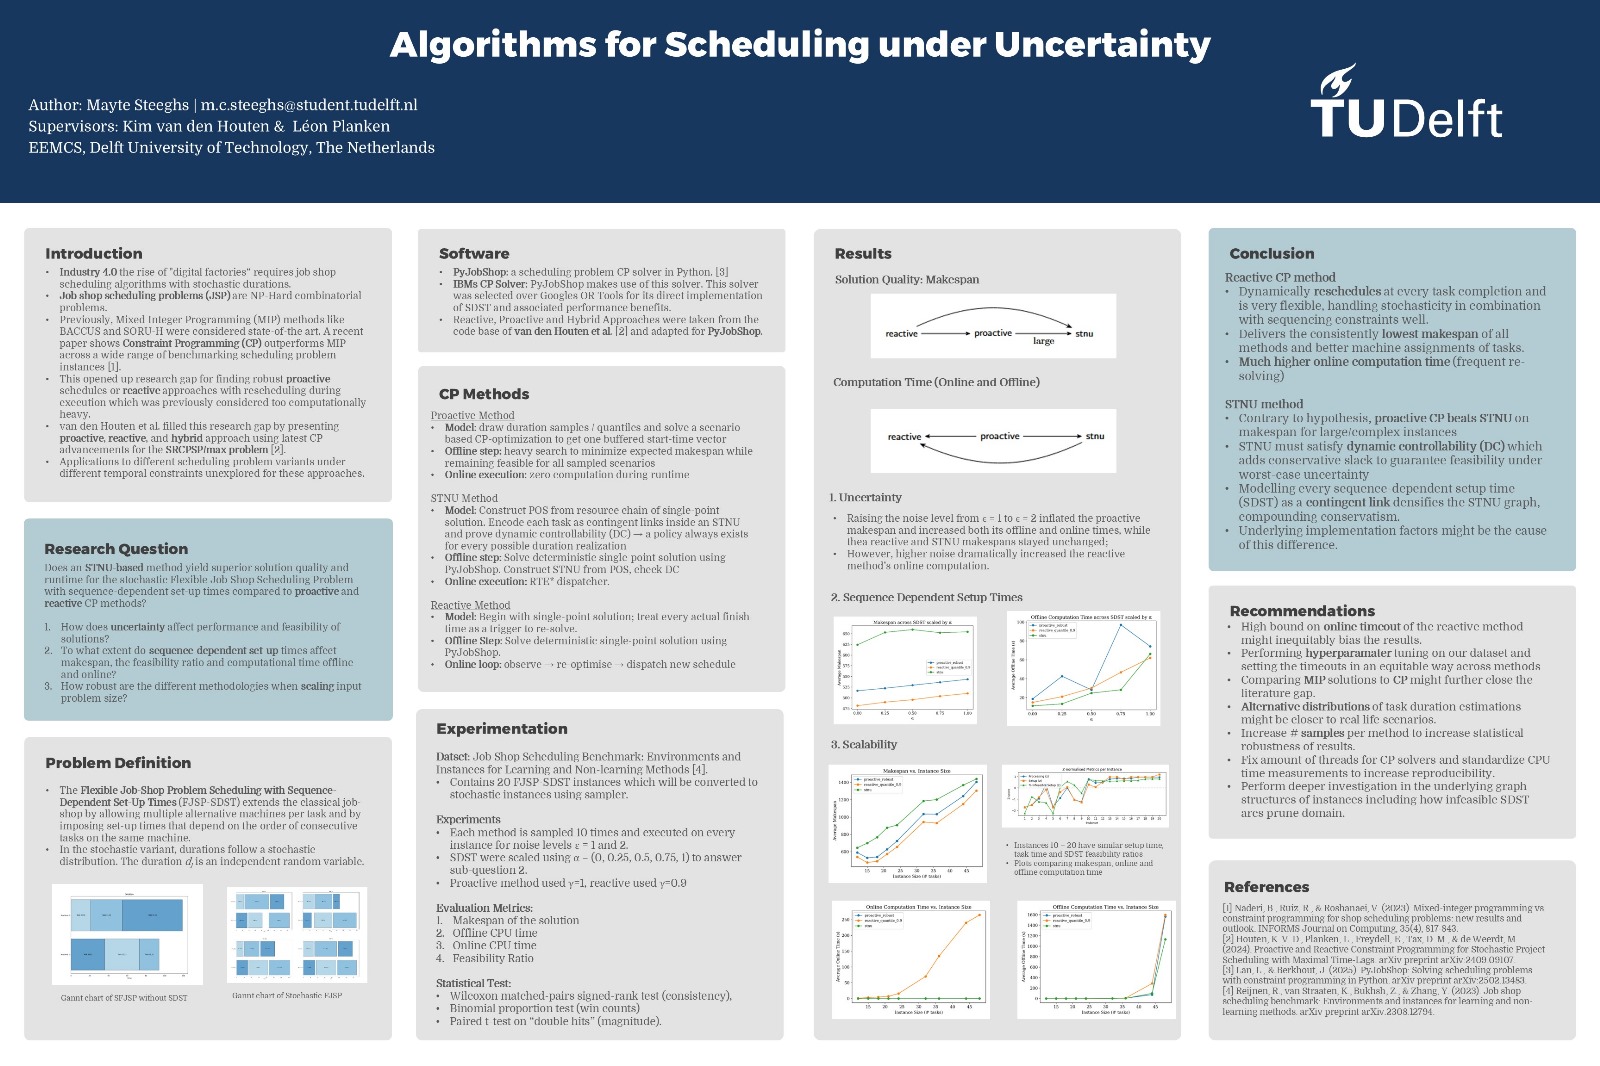 Algorithms for Scheduling under Uncertainty
Author: Mayte Steeghs | m.c.steeghs@student.tudelft.nl
Supervisors: Kim van den Houten & Léon Planken
EEMCS, Delft University of Technology, The Netherlands
TUDelft
Introduction
• Industry 4.0 the rise of "digital factories" requires job shop
scheduling algorithms with stochastic durations.
• Job shop scheduling problems (JSP) are NP-Hard combinatorial
problems.
• Previously, Mixed Integer Programming (MIP) methods like
BACCUS and SORU-H were considered state-of-the art. A recent
paper shows Constraint Programming (CP) outperforms MIP
across a wide range of benchmarking scheduling problem
instances [1].
• This opened up research gap for finding robust proactive
schedules or reactive approaches with rescheduling during
execution which was previously considered too computationally
heavy.
• van den Houten et al. filled this research gap by presenting
proactive, reactive, and hybrid approach using latest CP
advancements for the SRCPSP/max problem [2].
• Applications to different scheduling problem variants under
different temporal constraints unexplored for these approaches.
Research Question
Does an STNU-based method yield superior solution quality and
runtime for the stochastic Flexible Job Shop Scheduling Problem
with sequence-dependent set-up times compared to proactive and
reactive CP methods?
1. How does uncertainty affect performance and feasibility of
solutions?
2. To what extent do sequence dependent set up times affect
makespan, the feasibility ratio and computational time offline
and online?
3. How robust are the different methodologies when scaling input
problem size?
Problem Definition
• The Flexible Job-Shop Problem Scheduling with Sequence-
Dependent Set-Up Times (FJSP-SDST) extends the classical job-
shop by allowing multiple alternative machines per task and by
imposing set-up times that depend on the order of consecutive
tasks on the same machine.
• In the stochastic variant, durations follow a stochastic
distribution. The duration dⱼ is an independent random variable.
Gannt chart of SFJSP without SDST
Gannt chart of Stochastic FJSP
Software
• PyJobShop: a scheduling problem CP solver in Python. [3]
• IBMs CP Solver: PyJobShop makes use of this solver. This solver
was selected over Googles OR Tools for its direct implementation
of SDST and associated performance benefits.
• Reactive, Proactive and Hybrid Approaches were taken from the
code base of van den Houten et al. [2] and adapted for PyJobShop.
CP Methods
Proactive Method
• Model: draw duration samples / quantiles and solve a scenario
based CP-optimization to get one buffered start-time vector
• Offline step: heavy search to minimize expected makespan while
remaining feasible for all sampled scenarios
• Online execution: zero computation during runtime
STNU Method
• Model: Construct POS from resource chain of single-point
solution. Encode each task as contingent links inside an STNU
and prove dynamic controllability (DC) → a policy always exists
for every possible duration realization
• Offline step: Solve deterministic single point solution using
PyJobShop. Construct STNU from POS, check DC
• Online execution: RTE* dispatcher.
Reactive Method
• Model: Begin with single-point solution; treat every actual finish
time as a trigger to re-solve.
• Offline Step: Solve deterministic single-point solution using
PyJobShop.
• Online loop: observe → re-optimise → dispatch new schedule
Experimentation
Datset: Job Shop Scheduling Benchmark: Environments and
Instances for Learning and Non-learning Methods [4].
• Contains 20 FJSP-SDST instances which will be converted to
stochastic instances using sampler.
Experiments
• Each method is sampled 10 times and executed on every
instance for noise levels ε = 1 and 2.
• SDST were scaled using α – (0, 0.25, 0.5, 0.75, 1) to answer
sub-question 2.
• Proactive method used γ=1, reactive used γ=0.9
Evaluation Metrics:
1. Makespan of the solution
2. Offline CPU time
3. Online CPU time
4. Feasibility Ratio
Statistical Test:
• Wilcoxon matched-pairs signed-rank test (consistency),
• Binomial proportion test (win counts)
• Paired t test on “double hits” (magnitude).
Results
Solution Quality: Makespan
reactive proactive stnu
large
Computation Time (Online and Offline)
reactive proactive stnu
1. Uncertainty
• Raising the noise level from ϵ = 1 to ϵ = 2 inflated the proactive
makespan and increased both its offline and online times, while
thea reactive and STNU makespans stayed unchanged;
• However, higher noise dramatically increased the reactive
method's online computation.
2. Sequence Dependent Setup Times
Makespan across SDST scaled by α
Offline Computation Time across SDST scaled by α
3. Scalability
Makespan vs. Instance Size
Instance Size (# tasks)
• Instances 10 – 20 have similar setup time,
task time and SDST feasibility ratios
• Plots comparing makespan, online and
offline computation time
Online Computation Time vs. Instance Size
Instance Size (# tasks)
Offline Computation Time vs. Instance Size
Instance Size (# tasks)
Conclusion
Reactive CP method
• Dynamically reschedules at every task completion and
is very flexible, handling stochasticity in combination
with sequencing constraints well.
• Delivers the consistently lowest makespan of all
methods and better machine assignments of tasks.
• Much higher online computation time (frequent re-
solving)
STNU method
• Contrary to hypothesis, proactive CP beats STNU on
makespan for large/complex instances
• STNU must satisfy dynamic controllability (DC) which
adds conservative slack to guarantee feasibility under
worst-case uncertainty
• Modelling every sequence-dependent setup time
(SDST) as a contingent link densifies the STNU graph,
compounding conservatism.
• Underlying implementation factors might be the cause
of this difference.
Recommendations
• High bound on online timeout of the reactive method
might inequitably bias the results.
• Performing hyperparamater tuning on our dataset and
setting the timeouts in an equitable way across methods
• Comparing MIP solutions to CP might further close the
literature gap.
• Alternative distributions of task duration estimations
might be closer to real life scenarios.
• Increase # samples per method to increase statistical
robustness of results.
• Fix amount of threads for CP solvers and standardize CPU
time measurements to increase reproducibility.
• Perform deeper investigation in the underlying graph
structures of instances including how infeasible SDST
arcs prune domain.
References
[1] Naderi, B., Ruiz, R., & Roshanaei, V. (2023). Mixed-integer programming vs
constraint programming for shop scheduling problems: new results and
outlook. INFORMS Journal on Computing, 35(4), 817-843.
[2] Houten, K. V. D., Planken, L., Freydell, E., Tax, D. M., & de Weerdt, M.
(2024). Proactive and Reactive Constraint Programming for Stochastic Project
Scheduling with Maximal Time-Lags. arXiv preprint arXiv:2409.09107.
[3] Lan, L., & Berkhout, J. (2025). PyJobShop: Solving scheduling problems
with constraint programming in Python. arXiv preprint arXiv:2502.13483.
[4] Reijnen, R., van Straaten, K., Bukhsh, Z., & Zhang, Y. (2023). Job shop
scheduling benchmark: Environments and instances for learning and non-
learning methods. arXiv preprint arXiv:2308.12794.